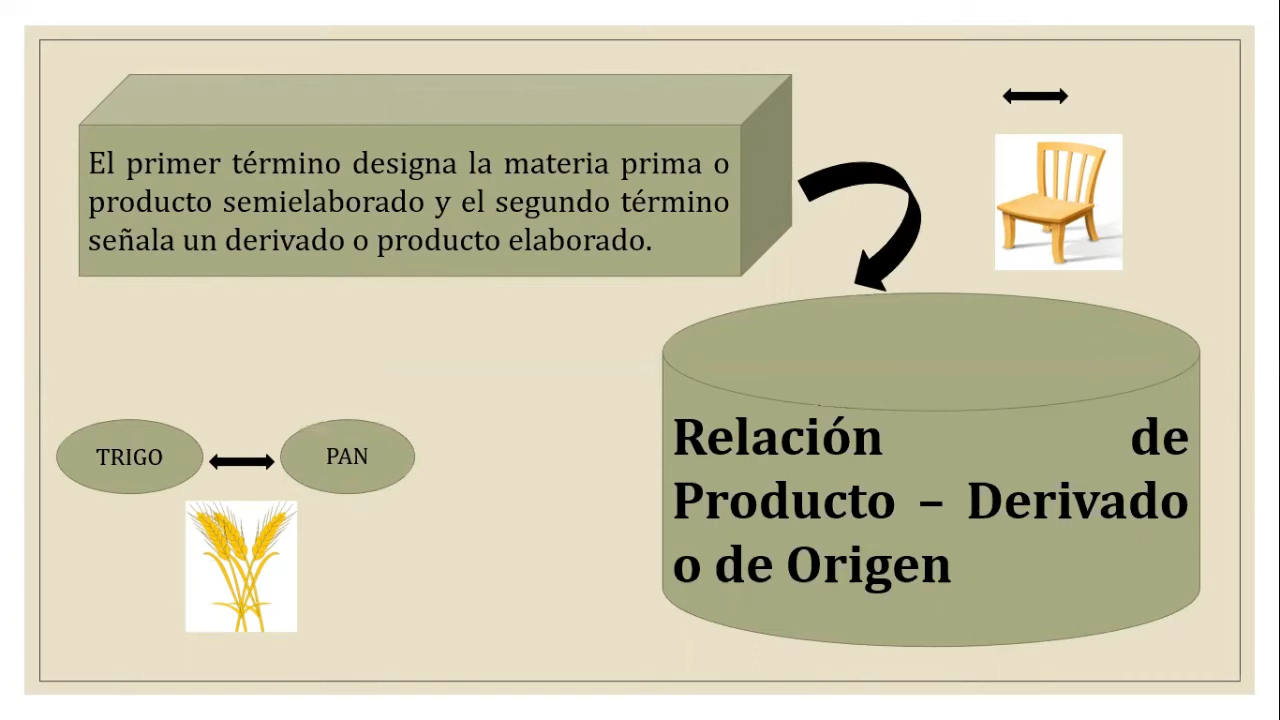 El primer término designa la materia prima o
producto semielaborado y el segundo término
señala un derivado o producto elaborado.
TRIGO
PAN
Relación de
Producto – Derivado
o de Origen